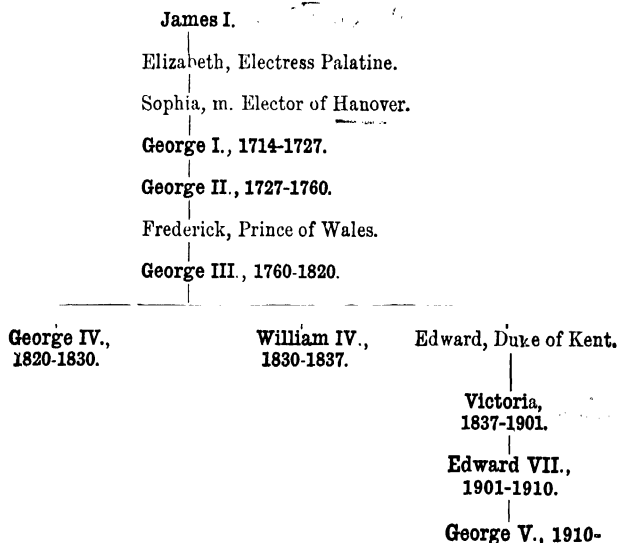 James I.
Elizabeth, Electress Palatine.
Sophia, m. Elector of Hanover.
George I., 1714-1727.
George II., 1727-1760.
Frederick, Prince of Wales.
George III., 1760-1820.
George IV., William IV., Edward, Duke of Kent.
1820-1830. 1830-1837.
Victoria,
1837-1901.
Edward VII.,
1901-1910.
George V., 1910-